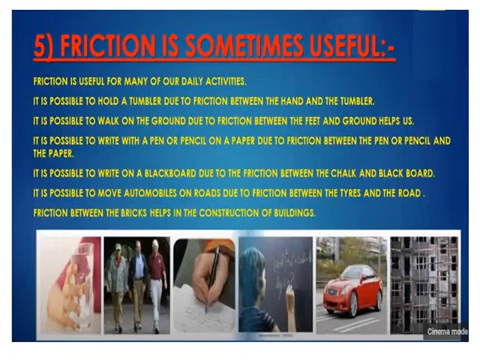 5) FRICTION IS SOMETIMES USEFUL:-
FRICTION IS USEFUL FOR MANY OF OUR DAILY ACTIVITIES.
IT IS POSSIBLE TO HOLD A TUMBLER DUE TO FRICTION BETWEEN THE HAND AND THE TUMBLER.
IT IS POSSIBLE TO WALK ON THE GROUND DUE TO FRICTION BETWEEN THE FEET AND GROUND HELPS US.
IT IS POSSIBLE TO WRITE WITH A PEN OR PENCIL ON A PAPER DUE TO FRICTION BETWEEN THE PEN OR PENCIL AND
THE PAPER.
IT IS POSSIBLE TO WRITE ON A BLACKBOARD DUE TO THE FRICTION BETWEEN THE CHALK AND BLACK BOARD.
IT IS POSSIBLE TO MOVE AUTOMOBILES ON ROADS DUE TO FRICTION BETWEEN THE TYRES AND THE ROAD .
FRICTION BETWEEN THE BRICKS HELPS IN THE CONSTRUCTION OF BUILDINGS.
Cinema mode